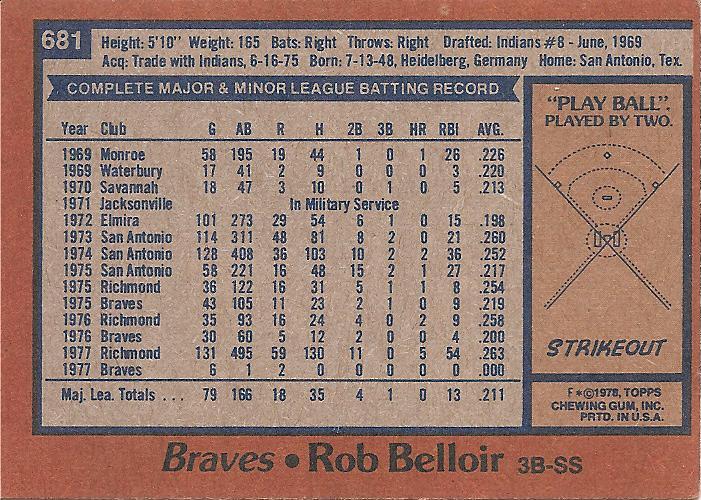 681
Height: 5'10" Weight: 165 Bats: Right Throws: Right Drafted: Indians #8 - June, 1969
Acq: Trade with Indians, 6-16-75 Born: 7-13-48, Heidelberg, Germany Home: San Antonio, Tex.
COMPLETE MAJOR & MINOR LEAGUE BATTING RECORD
Year Club G AB R H 2B 3B HR RBI AVG.
1969 Monroe 58 195 19 44 1 0 1 26 .226
1969 Waterbury 17 41 2 9 0 0 0 3 .220
1970 Savannah 18 47 3 10 0 1 0 5 .213
1971 Jacksonville In Military Service
1972 Elmira 101 273 29 54 6 1 0 15 .198
1973 San Antonio 114 311 48 81 8 2 0 21 .260
1974 San Antonio 128 408 36 103 10 2 2 36 .252
1975 San Antonio 58 221 16 48 15 2 1 27 .217
1975 Richmond 36 122 16 31 5 1 1 8 .254
1975 Braves 43 105 11 23 2 1 0 9 .219
1976 Richmond 35 93 16 24 4 0 2 9 .258
1976 Braves 30 60 5 12 2 0 0 4 .200
1977 Richmond 131 495 59 130 11 0 5 54 .263
1977 Braves 6 1 2 0 0 0 0 0 .000
Maj. Lea. Totals . . . 79 166 18 35 4 1 0 13 .211
"PLAY BALL".
PLAYED BY TWO.
STRIKEOUT
F*©1978, TOPPS
CHEWING GUM, INC.
PRTD. IN U.S.A.
Braves • Rob Belloir 3B-SS